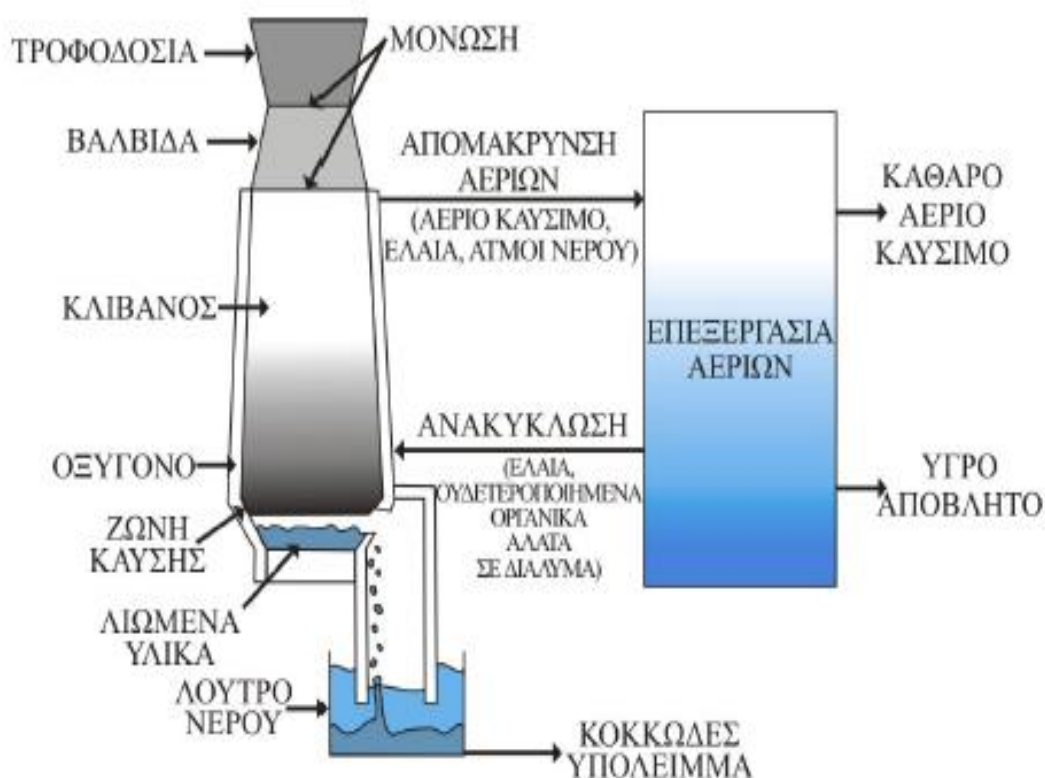 ΤΡΟΦΟΔΟΣΙΑ
ΜΟΝΩΣΗ
ΒΑΛΒΙΔΑ
ΑΠΟΜΑΚΡΥΝΣΗ
ΑΕΡΙΩΝ
(ΑΕΡΙΟ ΚΑΥΣΙΜΟ,
ΕΛΑΙΑ, ΑΤΜΟΙ ΝΕΡΟΥ)
ΚΑΘΑΡΟ
ΑΕΡΙΟ
ΚΑΥΣΙΜΟ
ΚΛΙΒΑΝΟΣ
ΕΠΕΞΕΡΓΑΣΙΑ
ΑΕΡΙΩΝ
ΑΝΑΚΥΚΛΩΣΗ
(ΕΛΑΙΑ,
ΟΥΔΕΤΕΡΟΠΟΙΗΜΕΝΑ
ΟΡΓΑΝΙΚΑ
ΑΛΑΤΑ
ΣΕ ΔΙΑΛΥΜΑ)
ΟΞΥΓΟΝΟ
ΥΓΡΟ
ΑΠΟΒΛΗΤΟ
ΖΩΝΗ
ΚΑΥΣΗΣ
ΛΙΩΜΕΝΑ
ΥΛΙΚΑ
ΛΟΥΤΡΟ
ΝΕΡΟΥ
ΚΟΚΚΩΔΕΣ
ΥΠΟΛΕΙΜΜΑ